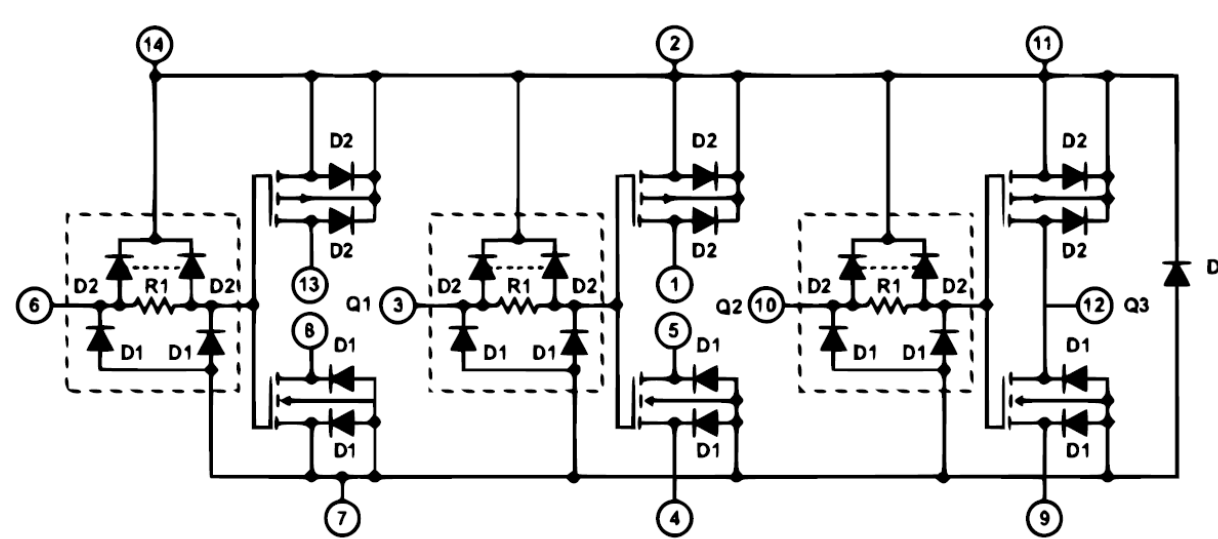 14 2 11
D2 D2 D2
D2 D2 D2
D2 D2 R1 D2 D2 R1 D2 D2 R1 D
6 13 Q1 3 1 Q2 10 12 Q3
8 5
D1 D1 D1 D1 D1 D1 D1 D1 D1
D1 D1 D1
7 4 9